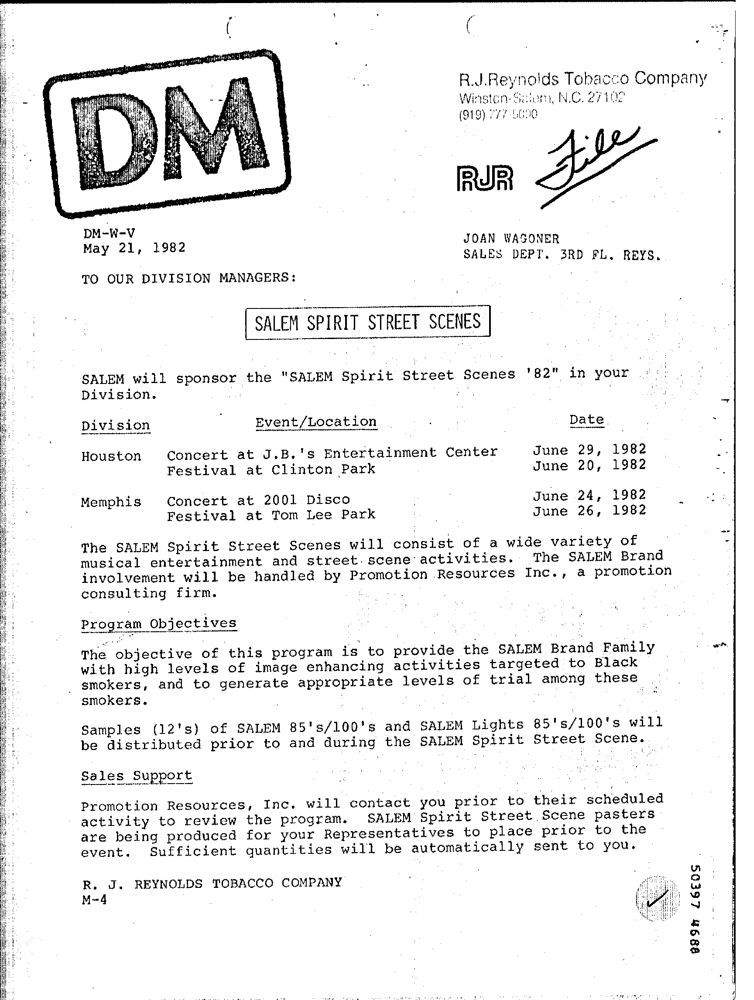 DM
R.J.Reynolds Tobacco Company
Winston-Salem, N.C. 27102
(919) 777-5000
RJR
File
DM-W-V
May 21, 1982
JOAN WAGONER
SALES DEPT. 3RD FL. REYS.
TO OUR DIVISION MANAGERS:
SALEM SPIRIT STREET SCENES
SALEM will sponsor the "SALEM Spirit Street Scenes '82" in your
Division.
Division Event/Location Date
Houston Concert at J.B.'s Entertainment Center June 29, 1982
Festival at Clinton Park June 20, 1982
Memphis Concert at 2001 Disco June 24, 1982
Festival at Tom Lee Park June 26, 1982
The SALEM Spirit Street Scenes will consist of a wide variety of
musical entertainment and street scene activities. The SALEM Brand
involvement will be handled by Promotion Resources Inc., a promotion
consulting firm.
Program Objectives
The objective of this program is to provide the SALEM Brand Family
with high levels of image enhancing activities targeted to Black
smokers, and to generate appropriate levels of trial among these
smokers.
Samples (12's) of SALEM 85's/100's and SALEM Lights 85's/100's will
be distributed prior to and during the SALEM Spirit Street Scene.
Sales Support
Promotion Resources, Inc. will contact you prior to their scheduled
activity to review the program. SALEM Spirit Street Scene pasters
are being produced for your Representatives to place prior to the
event. Sufficient quantities will be automatically sent to you.
R. J. REYNOLDS TOBACCO COMPANY
M-4
50397 4688